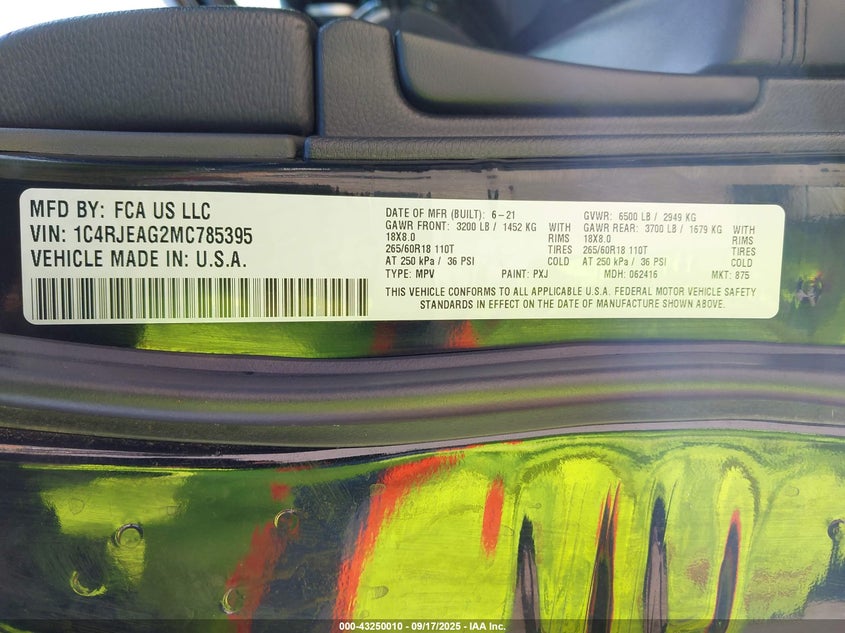 MFD BY: FCA US LLC
VIN: 1C4RJEAG2MC785395
VEHICLE MADE IN: U.S.A.
DATE OF MFR (BUILT): 6-21
GAWR FRONT: 3200 LB / 1452 KG WITH
18X8.0 RIMS
265/60R18 110T TIRES
AT 250 kPa / 36 PSI COLD
TYPE: MPV PAINT: PXJ
GVWR: 6500 LB / 2949 KG
GAWR REAR: 3700 LB / 1679 KG WITH
18X8.0 RIMS
265/60R18 110T TIRES
AT 250 kPa / 36 PSI COLD
MDH: 062416 MKT: 875
THIS VEHICLE CONFORMS TO ALL APPLICABLE U.S.A. FEDERAL MOTOR VEHICLE SAFETY
STANDARDS IN EFFECT ON THE DATE OF MANUFACTURE SHOWN ABOVE.
000-43250010 - 09/17/2025 - IAA Inc.